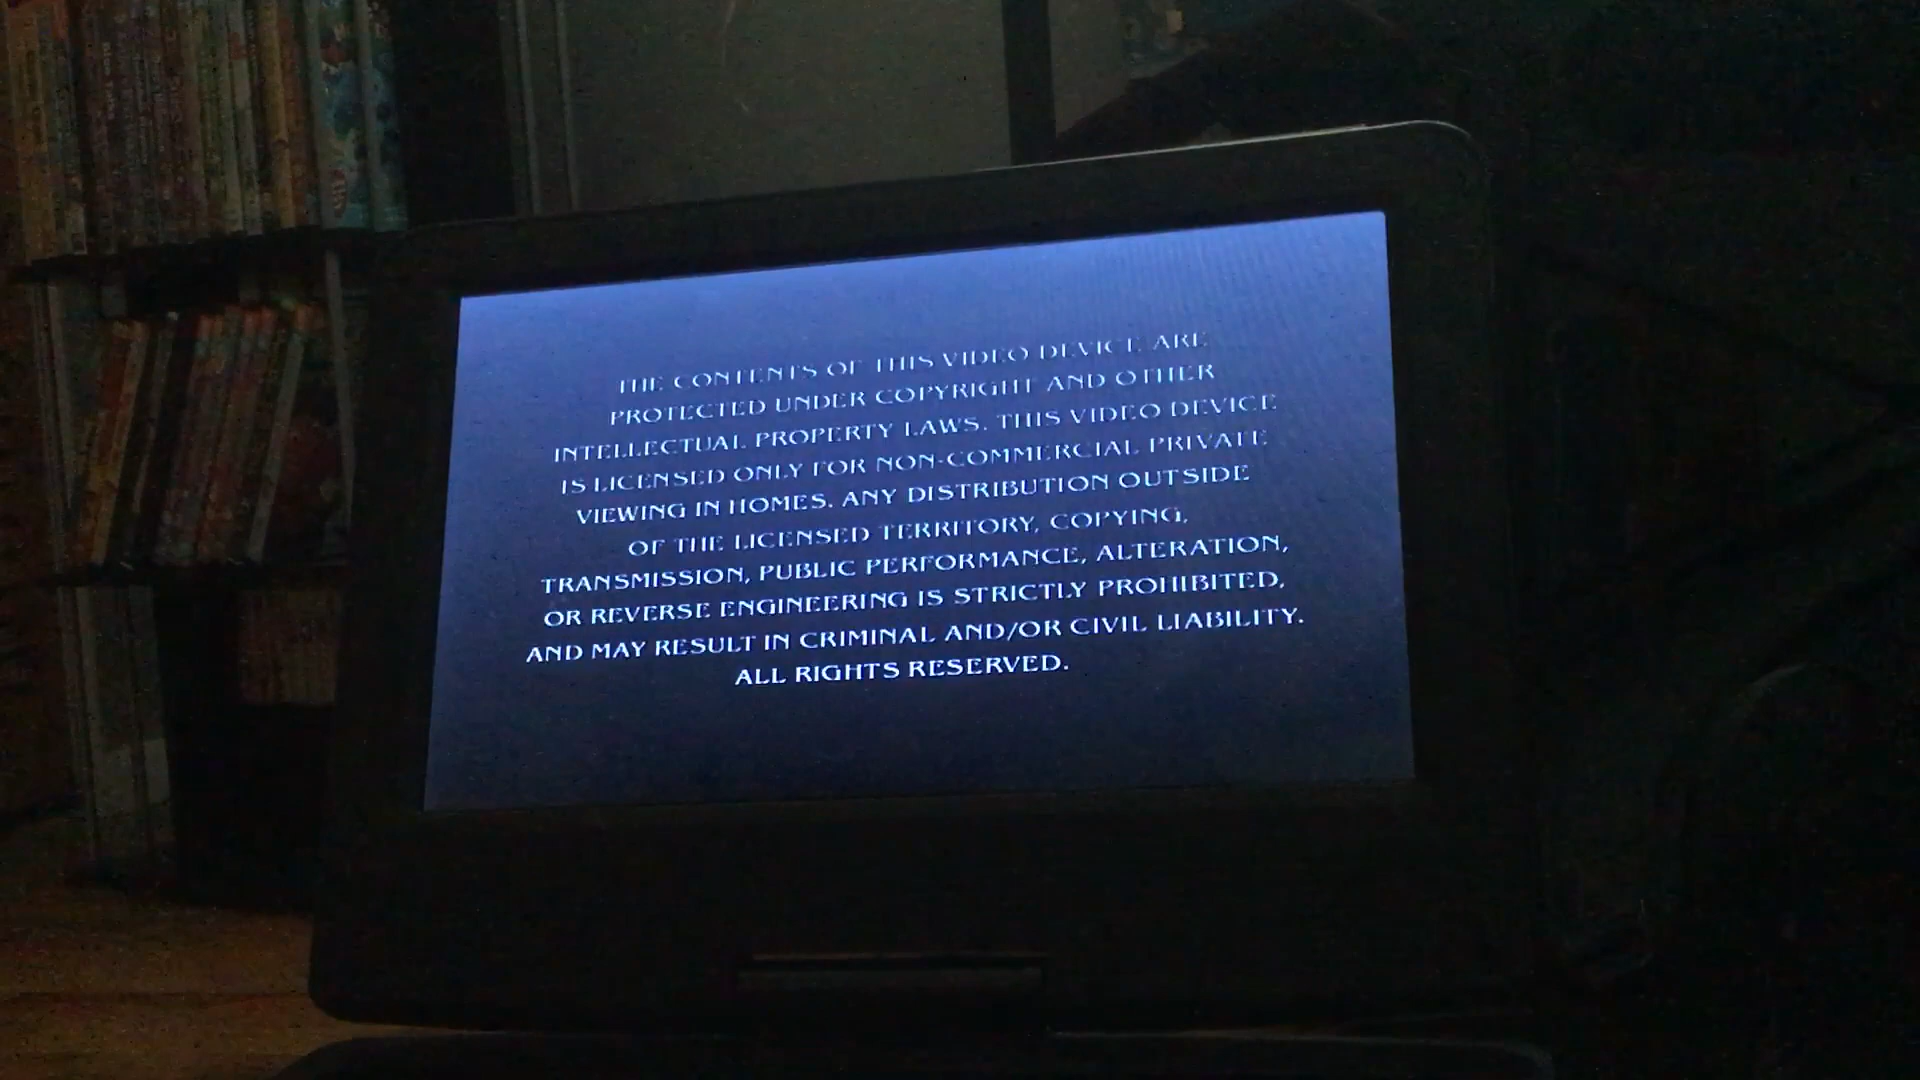 THE CONTENTS OF THIS VIDEO DEVICE ARE
PROTECTED UNDER COPYRIGHT AND OTHER
INTELLECTUAL PROPERTY LAWS. THIS VIDEO DEVICE
IS LICENSED ONLY FOR NON-COMMERCIAL PRIVATE
VIEWING IN HOMES. ANY DISTRIBUTION OUTSIDE
OF THE LICENSED TERRITORY, COPYING,
TRANSMISSION, PUBLIC PERFORMANCE, ALTERATION,
OR REVERSE ENGINEERING IS STRICTLY PROHIBITED,
AND MAY RESULT IN CRIMINAL AND/OR CIVIL LIABILITY.
ALL RIGHTS RESERVED.